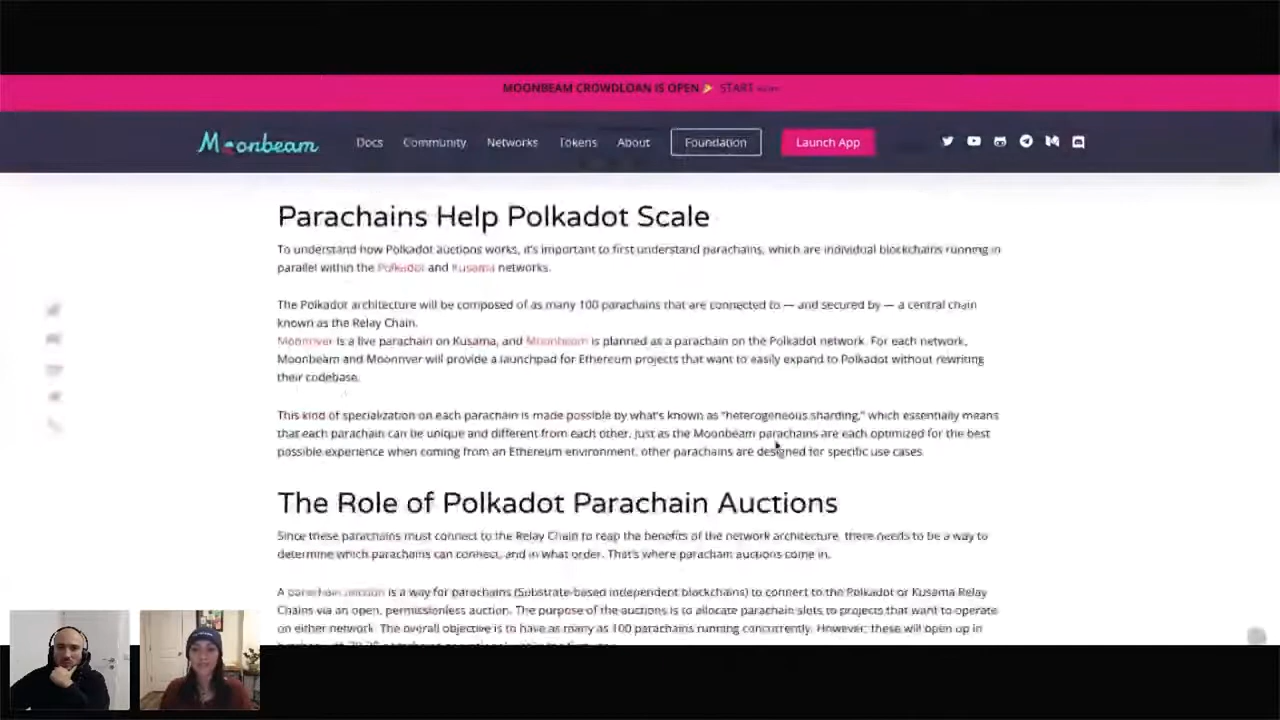 MOONBEAM CROWDLOAN IS OPEN 🎉 START
Moonbeam
Docs
Community
Networks
Tokens
About
Foundation
Launch App
Parachains Help Polkadot Scale
To understand how Polkadot auctions works, it's important to first understand parachains, which are individual blockchains running in
parallel within the Polkadot and Kusama networks.
The Polkadot architecture will be composed of as many 100 parachains that are connected to — and secured by — a central chain
known as the Relay Chain.
Moonriver is a live parachain on Kusama, and Moonbeam is planned as a parachain on the Polkadot network. For each network,
Moonbeam and Moonriver will provide a launchpad for Ethereum projects that want to easily expand to Polkadot without rewriting
their codebase.
This kind of specialization on each parachain is made possible by what's known as "heterogeneous sharding," which essentially means
that each parachain can be unique and different from each other. Just as the Moonbeam parachains are each optimized for the best
possible experience when coming from an Ethereum environment, other parachains are designed for specific use cases.
The Role of Polkadot Parachain Auctions
Since these parachains must connect to the Relay Chain to reap the benefits of the network architecture, there needs to be a way to
determine which parachains can connect, and in what order. That's where parachain auctions come in.
A parachain auction is a way for parachains (Substrate-based independent blockchains) to connect to the Polkadot or Kusama Relay
Chains via an open, permissionless auction. The purpose of the auctions is to allocate parachain slots to projects that want to operate
on either network. The overall objective is to have as many as 100 parachains running concurrently. However, these will open up in